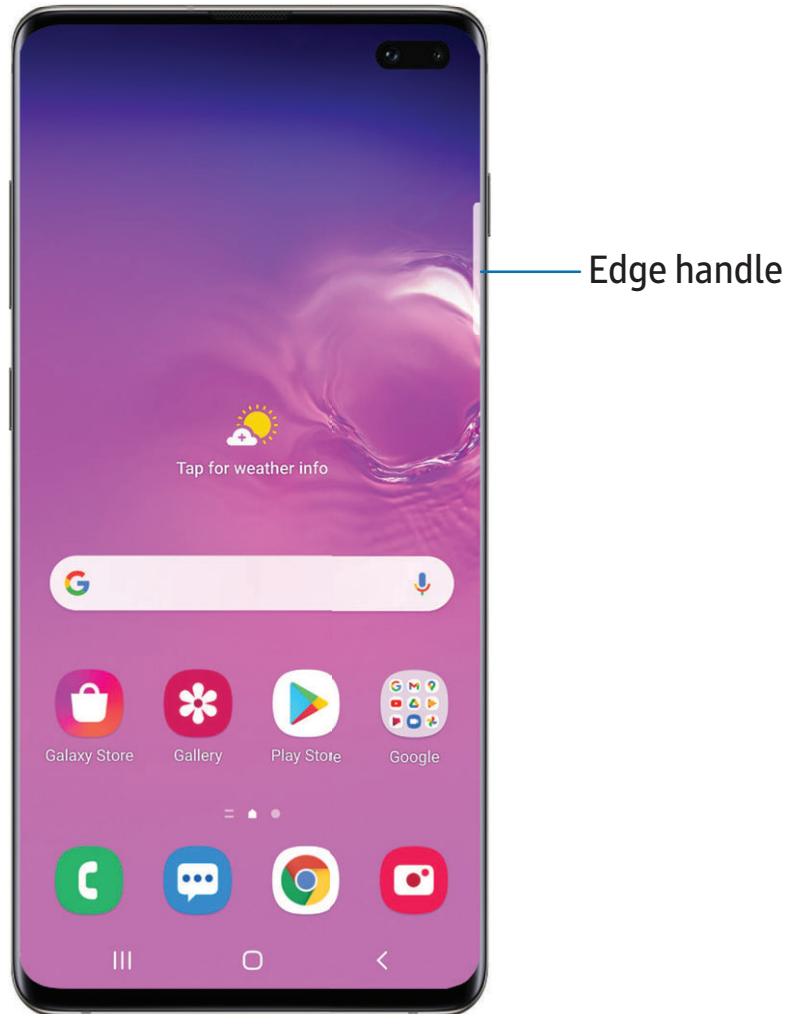 Edge handle
Tap for weather info
Galaxy Store
Gallery
Play Store
Google